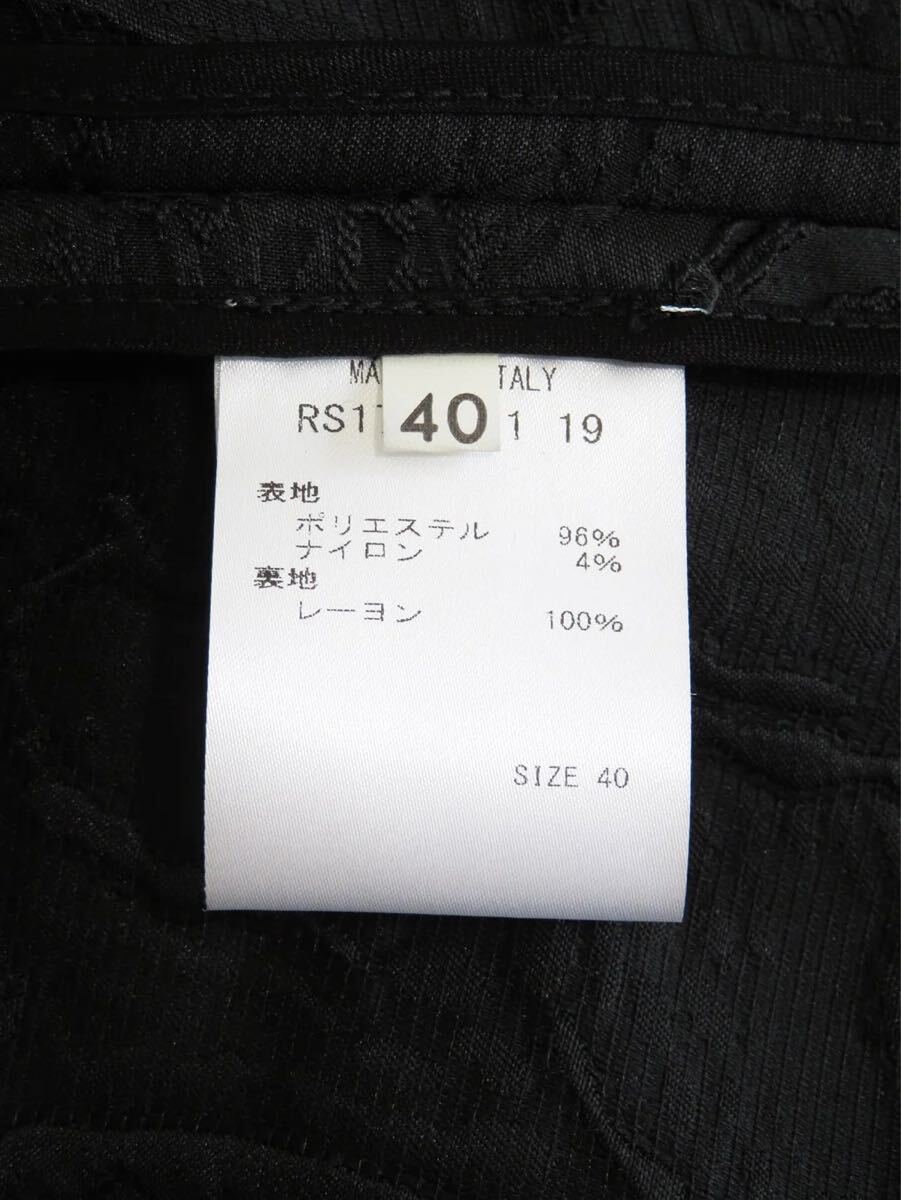 MA TALY
RS17 40 1 19
表地
ポリエステル 96%
ナイロン 4%
裏地
レーヨン 100%
SIZE 40